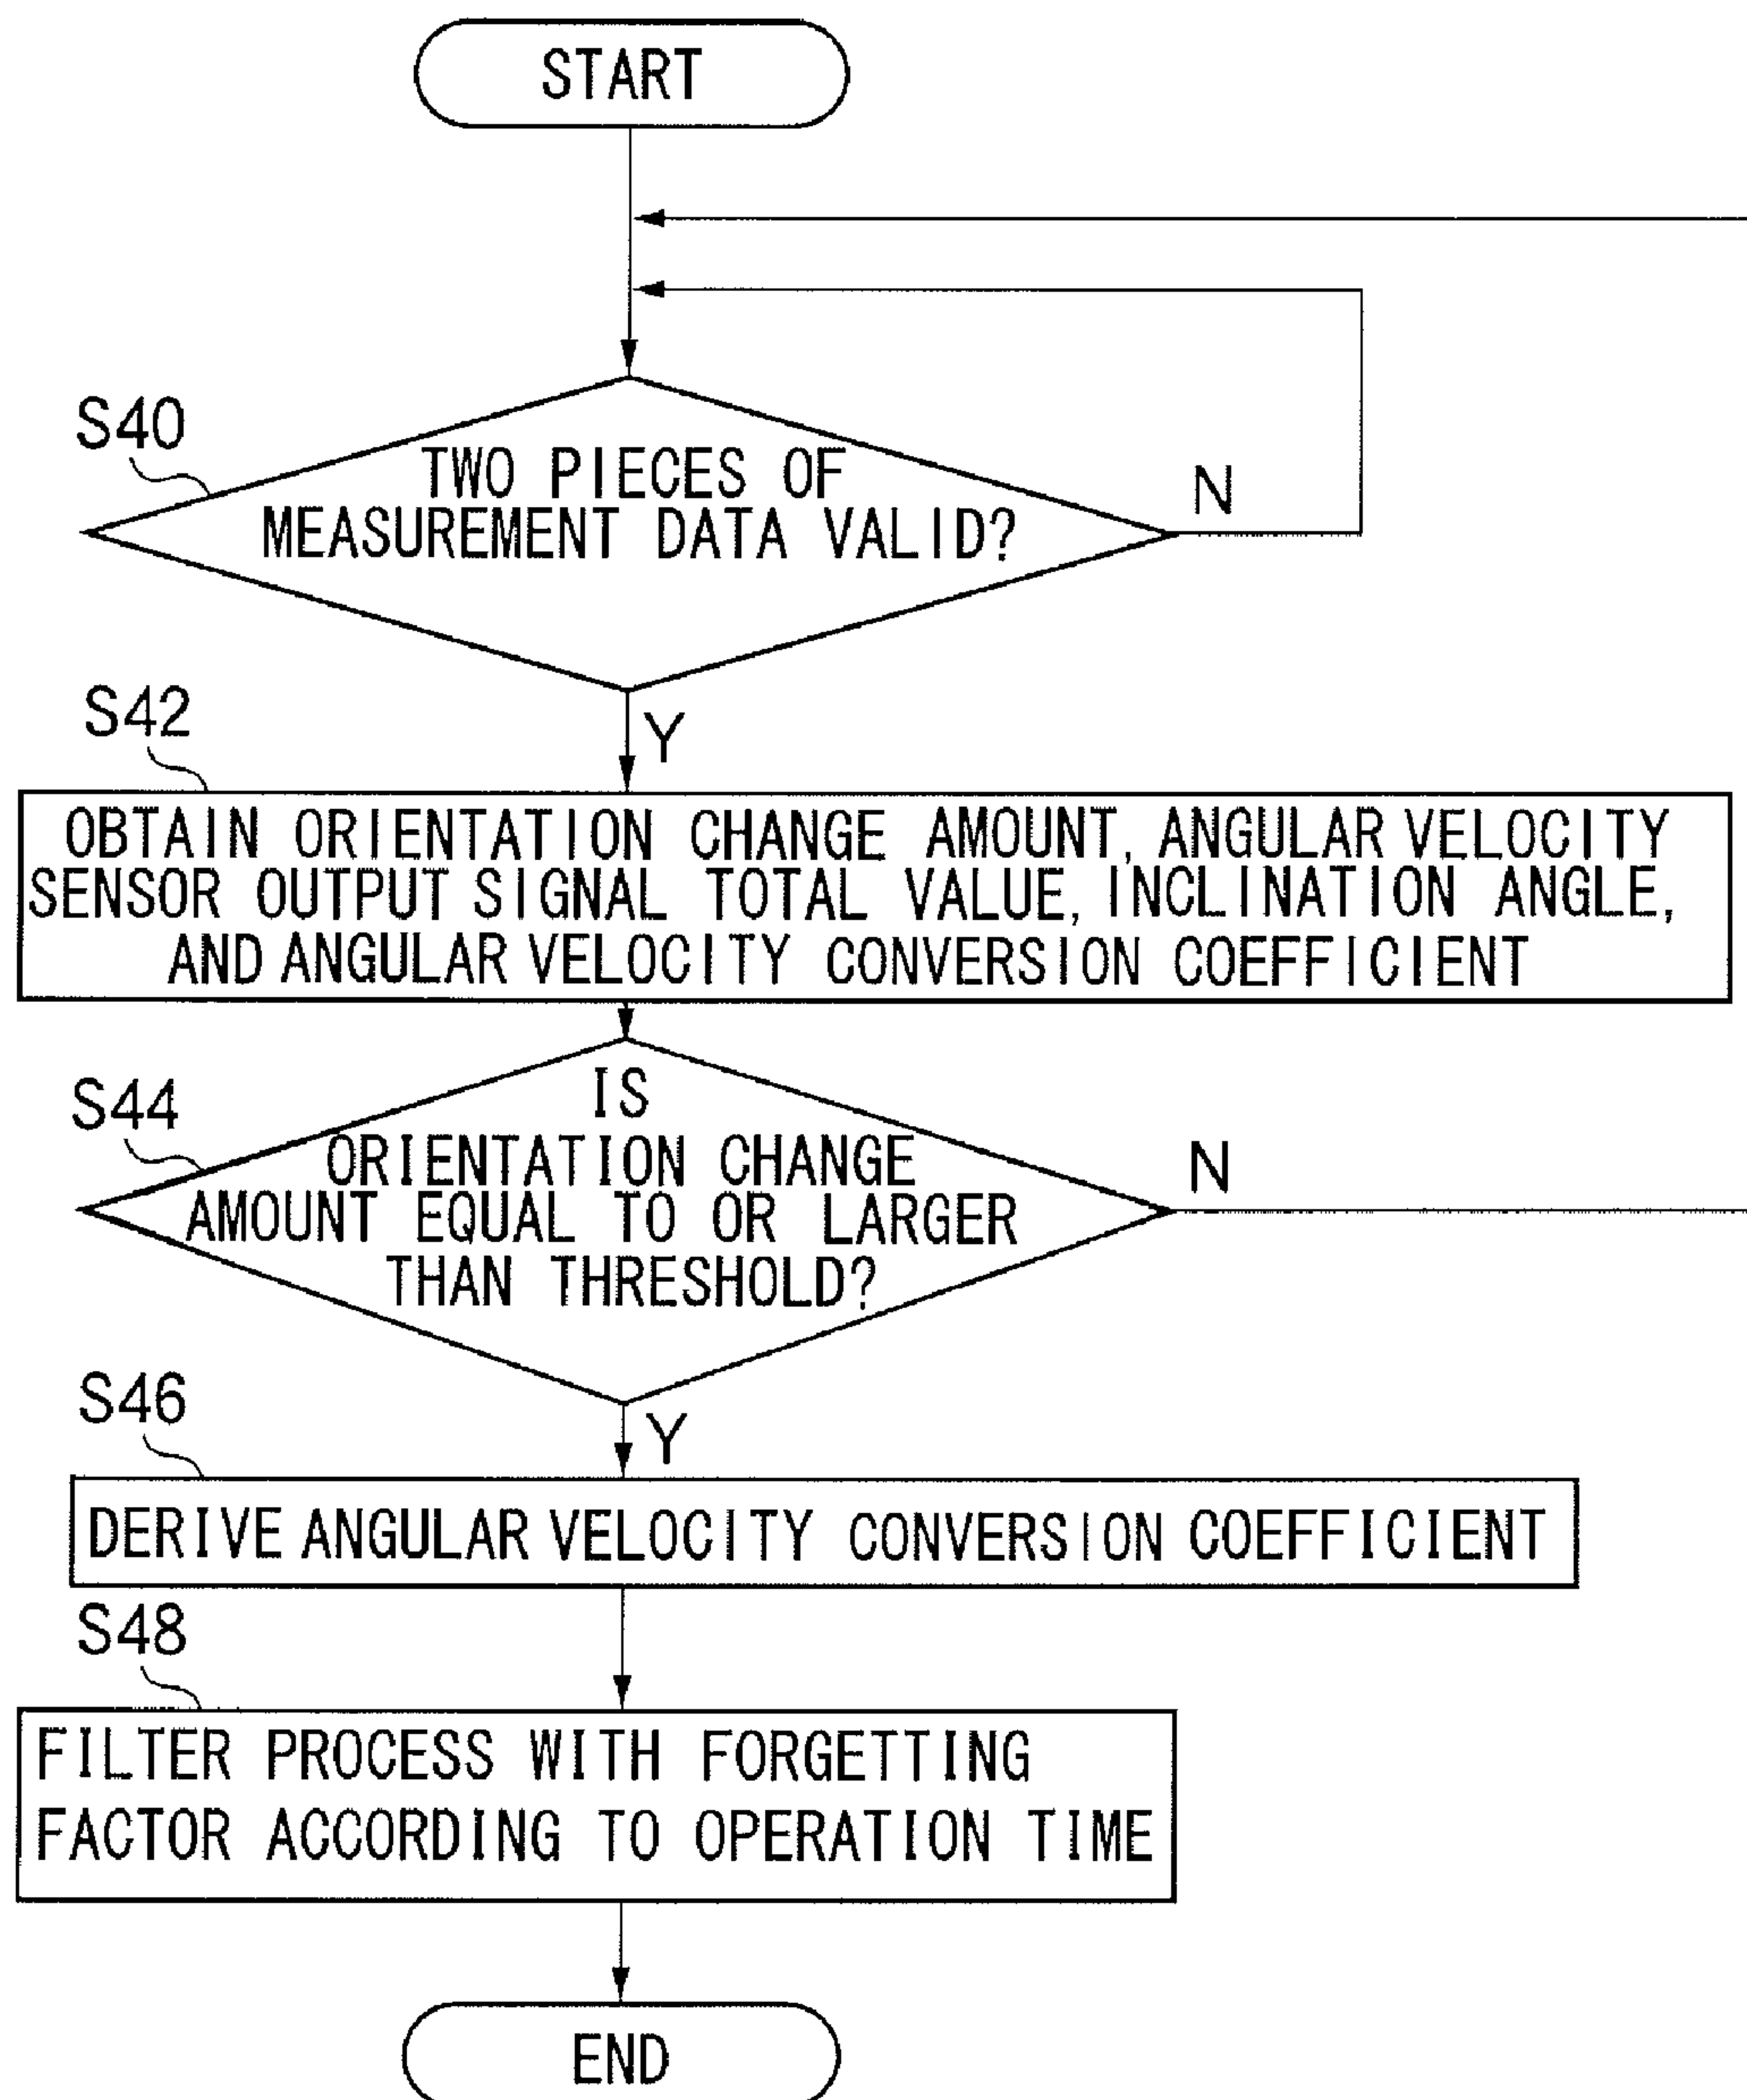 START
S40
TWO PIECES OF
MEASUREMENT DATA VALID?
N
Y
S42
OBTAIN ORIENTATION CHANGE AMOUNT, ANGULAR VELOCITY
SENSOR OUTPUT SIGNAL TOTAL VALUE, INCLINATION ANGLE,
AND ANGULAR VELOCITY CONVERSION COEFFICIENT
S44
IS
ORIENTATION CHANGE
AMOUNT EQUAL TO OR LARGER
THAN THRESHOLD?
N
Y
S46
DERIVE ANGULAR VELOCITY CONVERSION COEFFICIENT
S48
FILTER PROCESS WITH FORGETTING
FACTOR ACCORDING TO OPERATION TIME
END